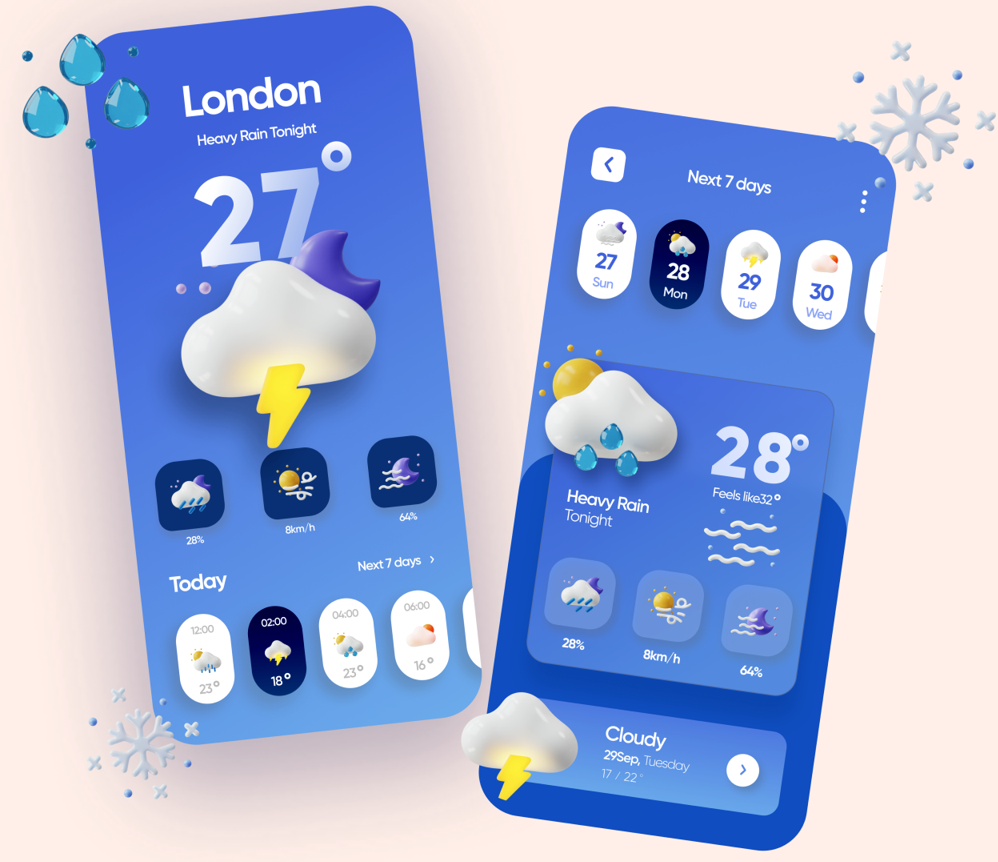 London
Heavy Rain Tonight
27°
28%
8km/h
64%
Today
Next 7 days
12:00
23°
02:00
18°
04:00
23°
06:00
16°
Next 7 days
27
Sun
28
Mon
29
Tue
30
Wed
28°
Feels like32°
Heavy Rain
Tonight
28%
8km/h
64%
Cloudy
29Sep, Tuesday
17 / 22°